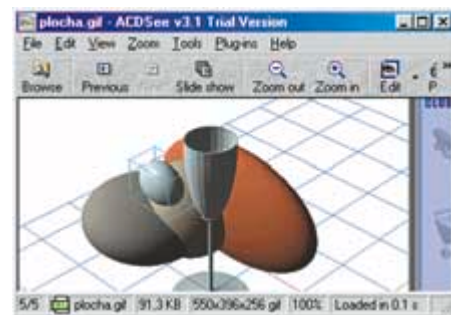 plocha.gif - ACDSee v3.1 Trial Version
File Edit View Zoom Tools Plug-ins Help
Browse Previous Slide show Zoom out Zoom in Edit P
5/5 plocha.gif 91,3 KB 550x396x256 gif 100% Loaded in 0.1 s